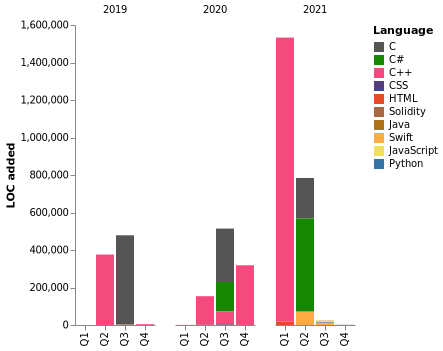 2019 2020 2021
LOC added
1,600,000
1,400,000
1,200,000
1,000,000
800,000
600,000
400,000
200,000
0
Q1 Q2 Q3 Q4 Q1 Q2 Q3 Q4 Q1 Q2 Q3 Q4
Language
C
C#
C++
CSS
HTML
Solidity
Java
Swift
JavaScript
Python